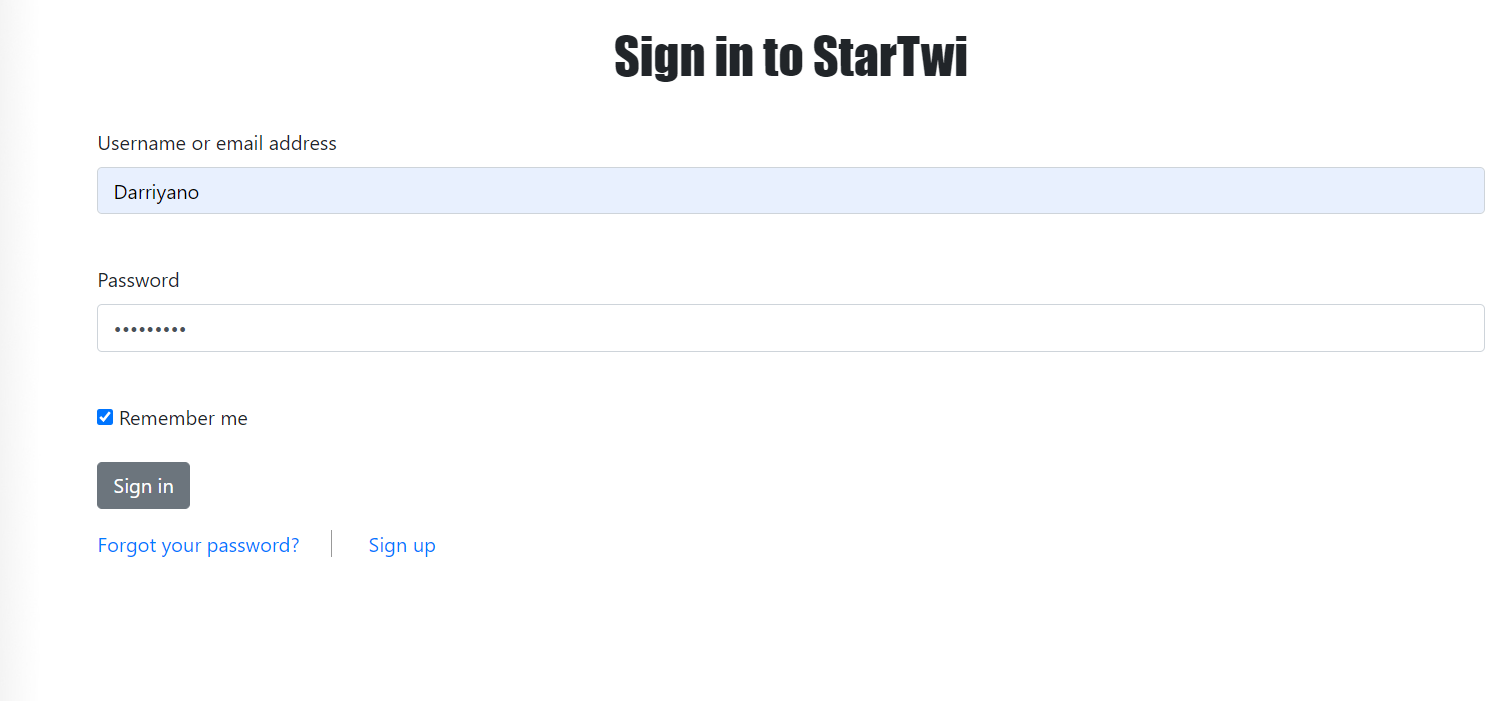 Sign in to StarTwi
Username or email address
Darriyano
Password
•••••••••
Remember me
Sign in
Forgot your password? Sign up